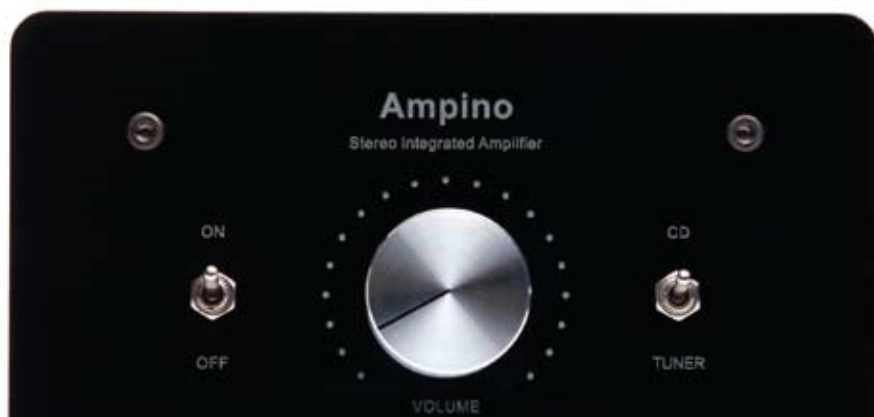 Ampino
Stereo Integrated Amplifier
ON
CD
OFF
TUNER
VOLUME